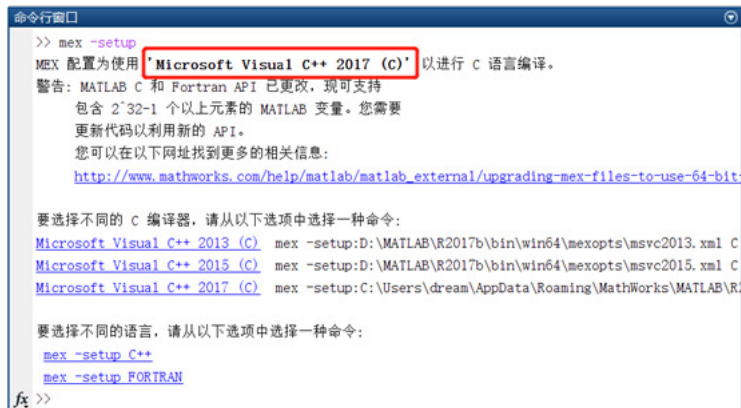 命令行窗口
>> mex -setup
MEX 配置为使用 'Microsoft Visual C++ 2017 (C)' 以进行 C 语言编译。
警告: MATLAB C 和 Fortran API 已更改，现可支持
包含 2^32-1 个以上元素的 MATLAB 变量。您需要
更新代码以利用新的 API。
您可以在以下网址找到更多的相关信息:
http://www.mathworks.com/help/matlab/matlab_external/upgrading-mex-files-to-use-64-bit-
要选择不同的 C 编译器，请从以下选项中选择一种命令:
Microsoft Visual C++ 2013 (C) mex -setup:D:\MATLAB\R2017b\bin\win64\mexopts\msvc2013.xml C
Microsoft Visual C++ 2015 (C) mex -setup:D:\MATLAB\R2017b\bin\win64\mexopts\msvc2015.xml C
Microsoft Visual C++ 2017 (C) mex -setup:C:\Users\dream\AppData\Roaming\MathWorks\MATLAB\R2
要选择不同的语言，请从以下选项中选择一种命令:
mex -setup C++
mex -setup FORTRAN
fx >>